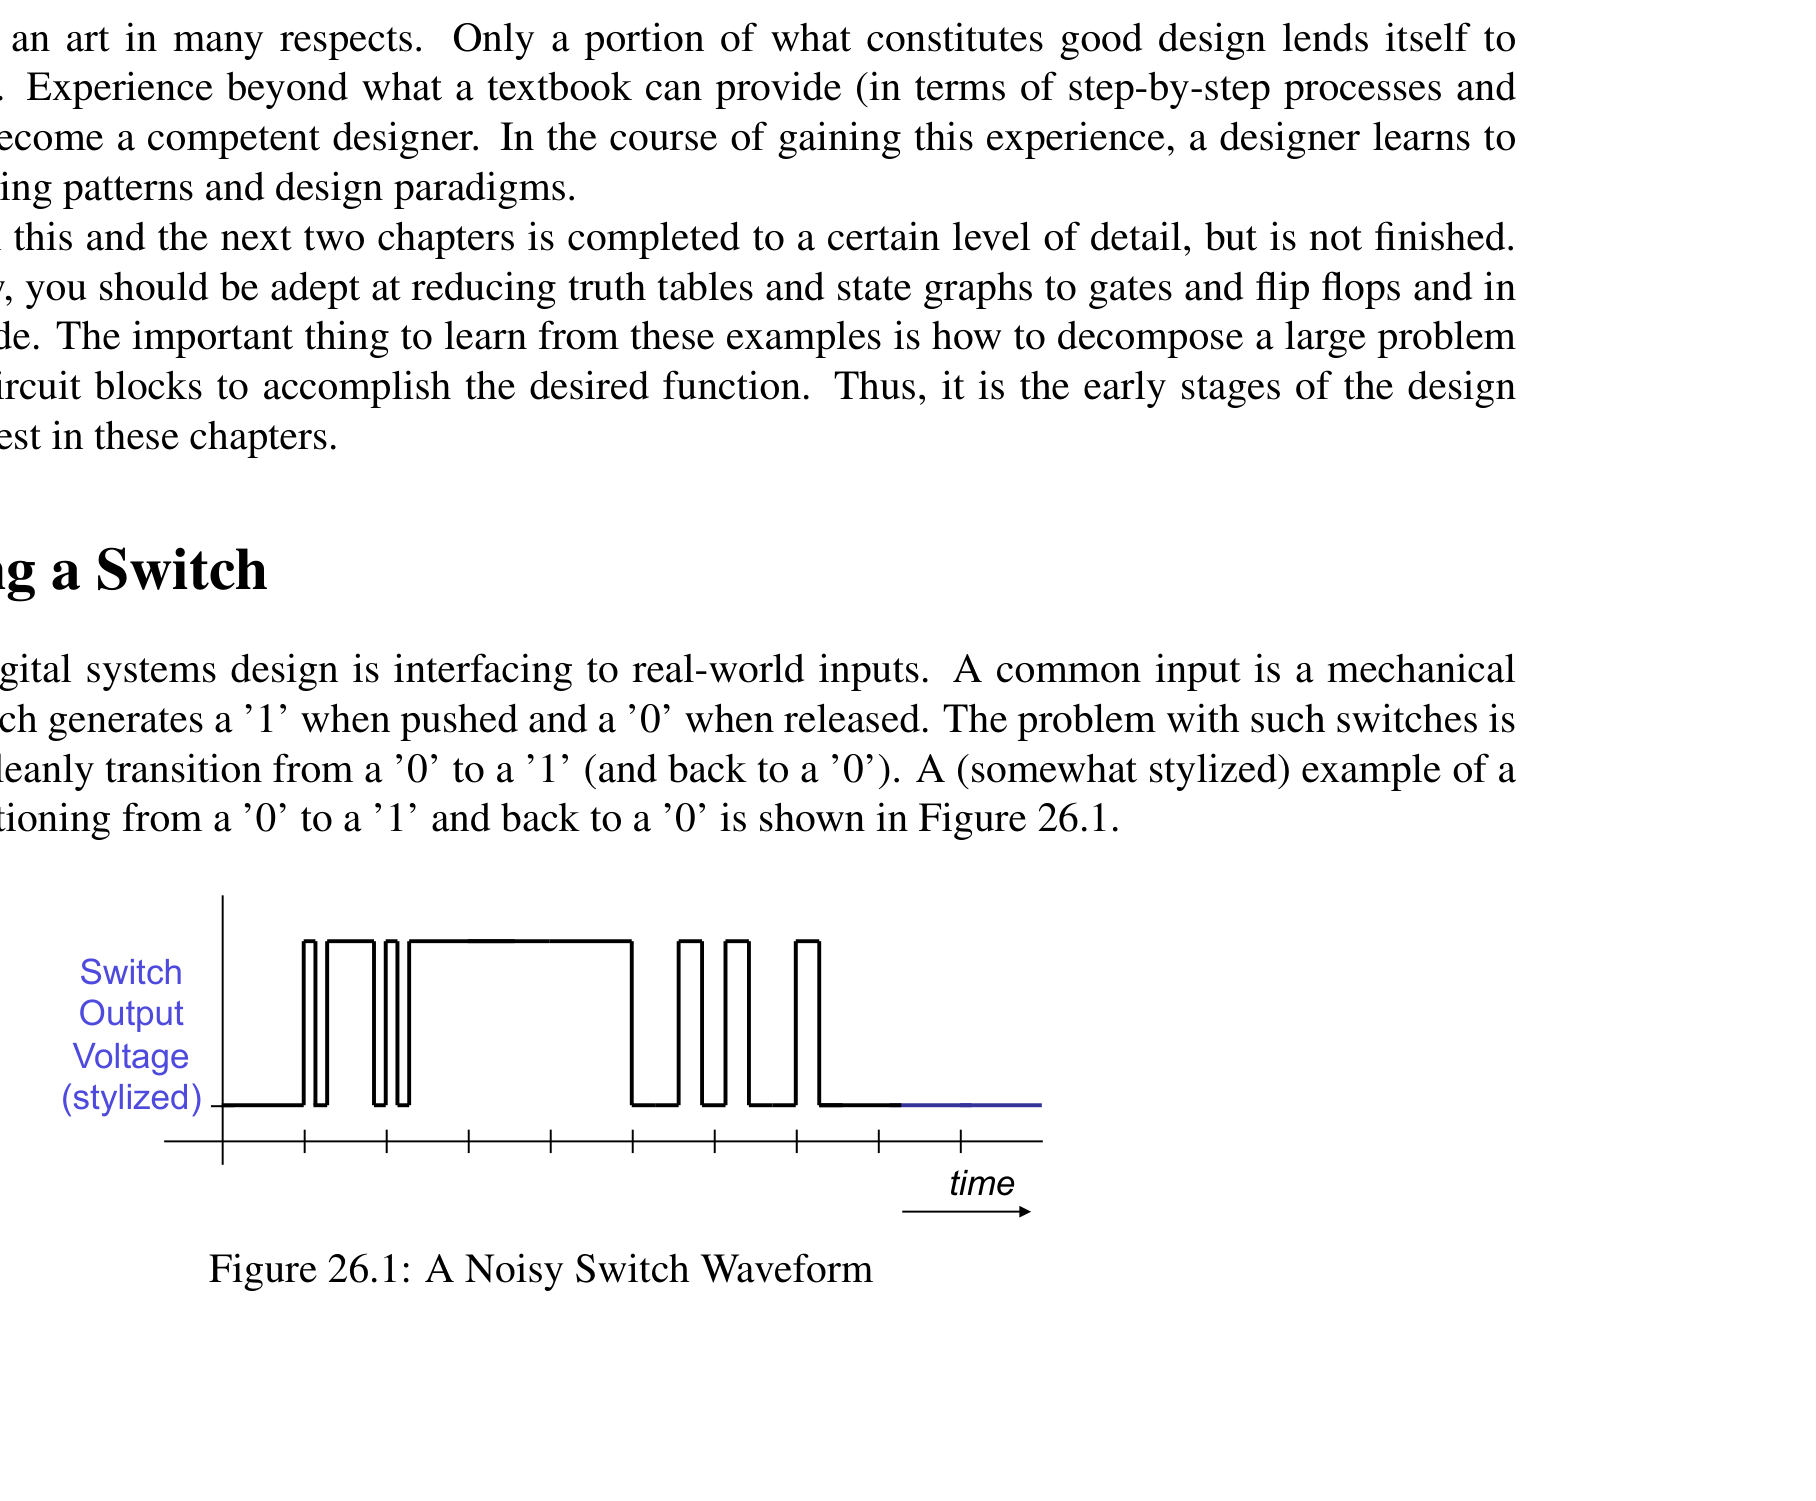 an art in many respects. Only a portion of what constitutes good design lends itself to
. Experience beyond what a textbook can provide (in terms of step-by-step processes and
ecome a competent designer. In the course of gaining this experience, a designer learns to
ing patterns and design paradigms.
this and the next two chapters is completed to a certain level of detail, but is not finished.
, you should be adept at reducing truth tables and state graphs to gates and flip flops and in
de. The important thing to learn from these examples is how to decompose a large problem
ircuit blocks to accomplish the desired function. Thus, it is the early stages of the design
est in these chapters.
g a Switch
gital systems design is interfacing to real-world inputs. A common input is a mechanical
ch generates a ’1’ when pushed and a ’0’ when released. The problem with such switches is
leanly transition from a ’0’ to a ’1’ (and back to a ’0’). A (somewhat stylized) example of a
tioning from a ’0’ to a ’1’ and back to a ’0’ is shown in Figure 26.1.
Switch
Output
Voltage
(stylized)
time
Figure 26.1: A Noisy Switch Waveform